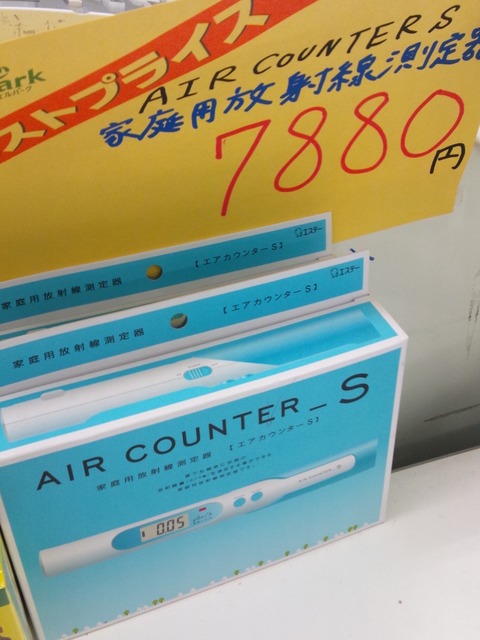 ark
ストプライス
AIR COUNTER S
家庭用放射線測定器
7880円
エステー
家庭用放射線測定器 【エアカウンターS】
エステー
家庭用放射線測定器 【エアカウンターS】
AIR COUNTER_S
家庭用放射線測定器 【エアカウンターS】
0.05
AIR COUNTER_S